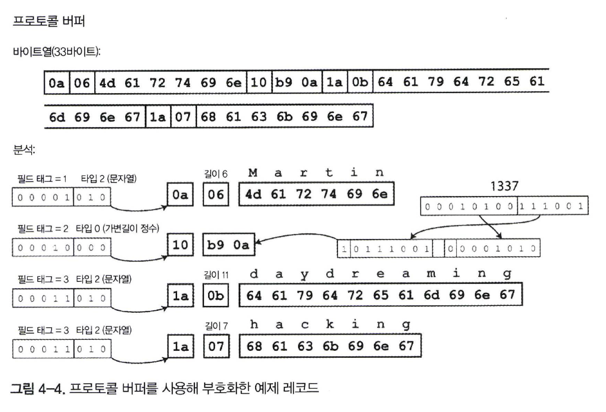 프로토콜 버퍼
바이트열(33바이트):
0a 06 4d 61 72 74 69 6e 10 b9 0a 1a 0b 64 61 79 64 72 65 61
6d 69 6e 67 1a 07 68 61 63 6b 69 6e 67
분석:
필드 태그 = 1 타입 2 (문자열) 길이 6 M a r t i n
0 0 0 0 1 0 1 0 0a 06 4d 61 72 74 69 6e
1337
0 0 0 1 0 1 0 0 1 1 1 0 0 1
필드 태그 = 2 타입 0 (가변길이 정수)
0 0 0 1 0 0 0 0 10 b9 0a 1 0 1 1 1 0 0 1 0 0 0 0 1 0 1 0
필드 태그 = 3 타입 2 (문자열) 길이 11 d a y d r e a m i n g
0 0 0 1 1 0 1 0 1a 0b 64 61 79 64 72 65 61 6d 69 6e 67
필드 태그 = 3 타입 2 (문자열) 길이 7 h a c k i n g
0 0 0 1 1 0 1 0 1a 07 68 61 63 6b 69 6e 67
그림 4-4. 프로토콜 버퍼를 사용해 부호화한 예제 레코드